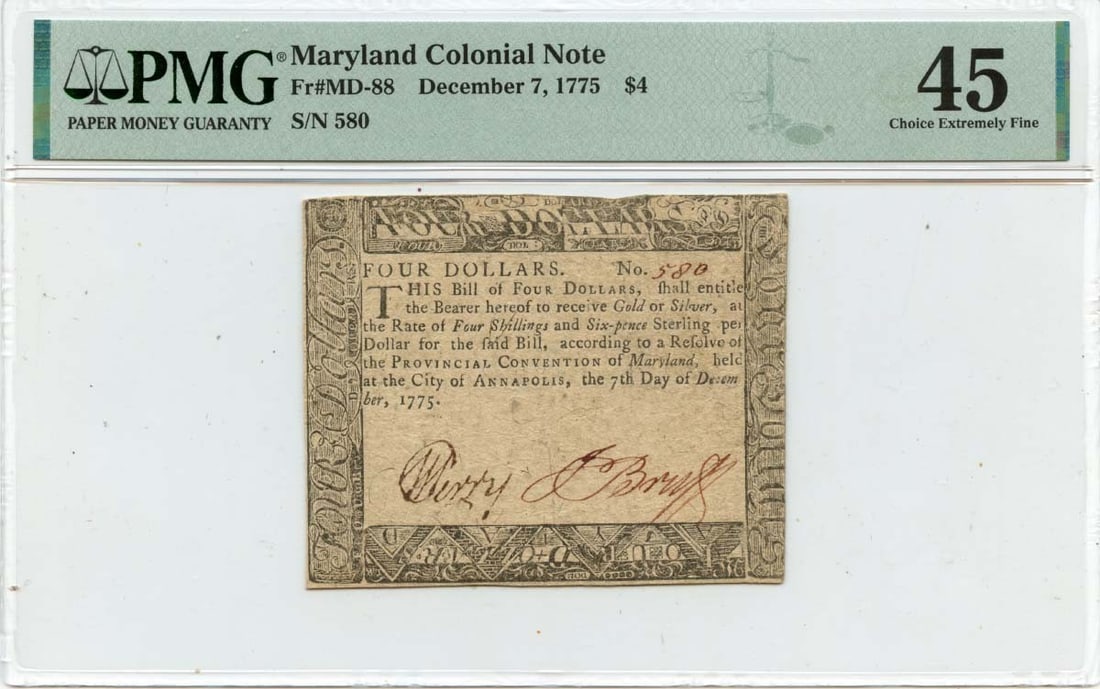 PMG® Maryland Colonial Note
Fr#MD-88 December 7, 1775 $4
PAPER MONEY GUARANTY S/N 580
45
Choice Extremely Fine
FOUR DOLLARS. No. 580
THIS Bill of FOUR DOLLARS, ſhall entitle
the Bearer hereof to receive Gold or Silver, at
the Rate of Four Shillings and Six-pence Sterling per
Dollar for the ſaid Bill, according to a Reſolve of
the PROVINCIAL CONVENTION of Maryland, held
at the City of ANNAPOLIS, the 7th Day of Decem
ber, 1775.
FOUR DOLLARS
Four Dollars